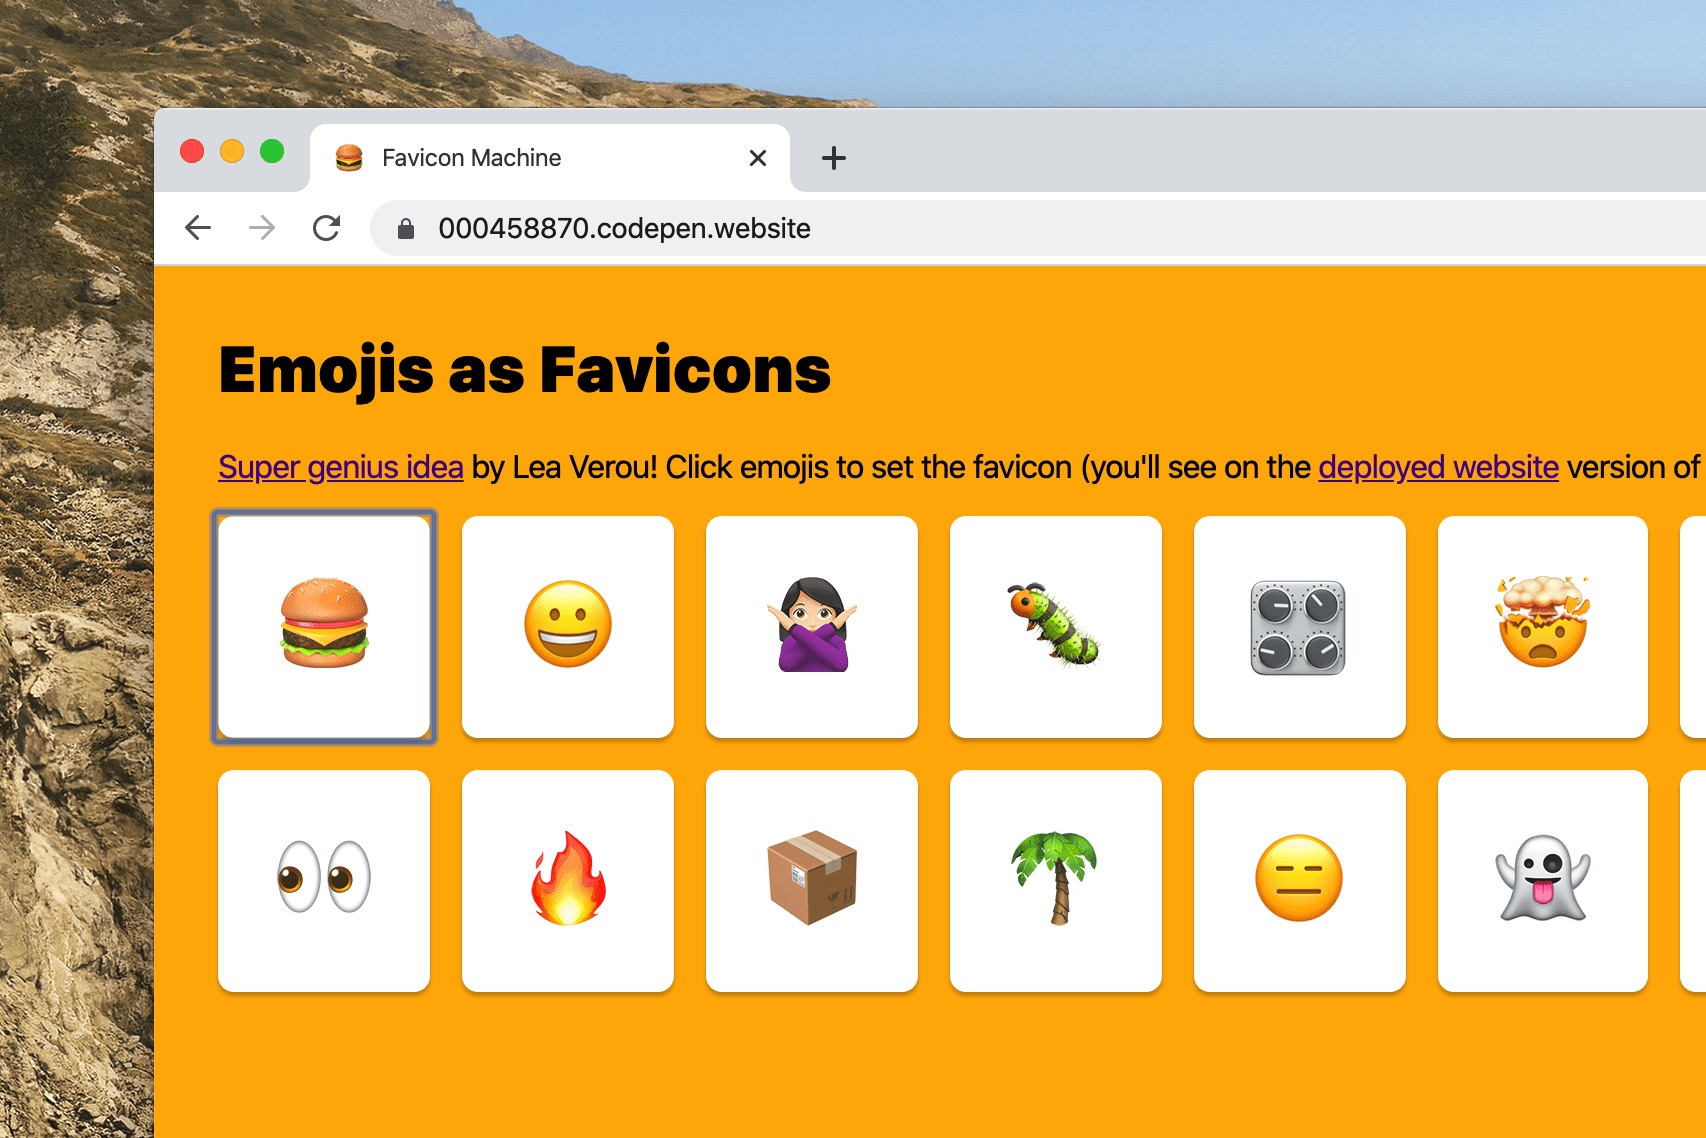 Favicon Machine
000458870.codepen.website
Emojis as Favicons
Super genius idea by Lea Verou! Click emojis to set the favicon (you'll see on the deployed website version of